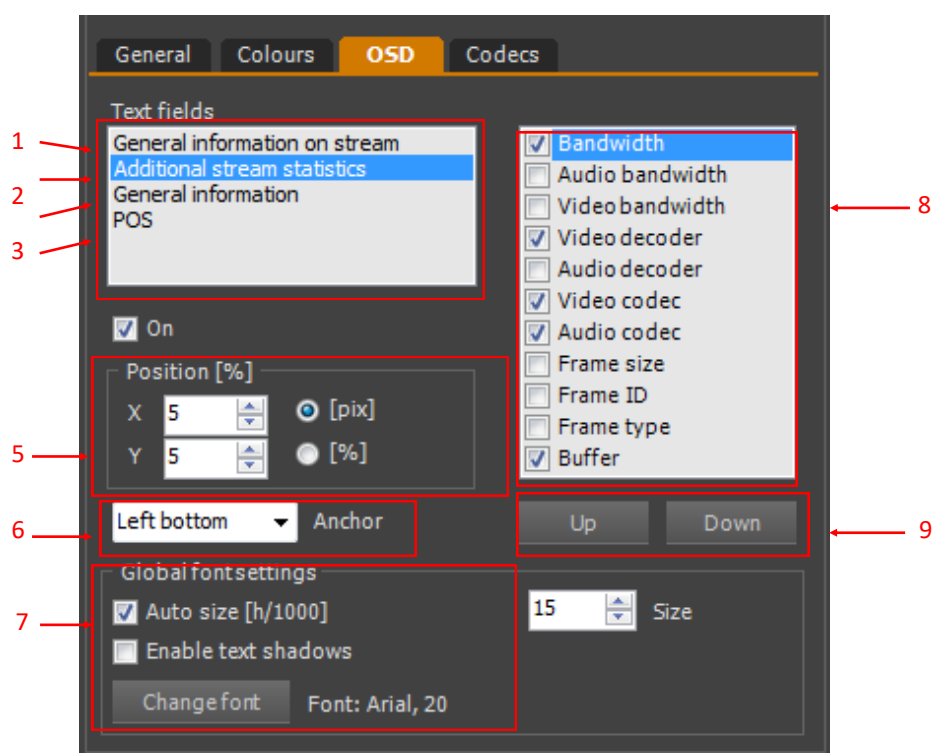 General Colours OSD Codecs
Text fields
1
2
3
General information on stream
Additional stream statistics
General information
POS
On
Position [%]
X 5 [pix]
Y 5 [%]
5
Left bottom Anchor
6
Global font settings
7
Auto size [h/1000]
Enable text shadows
Change font Font: Arial, 20
Bandwidth
Audio bandwidth
Video bandwidth
Video decoder
Audio decoder
Video codec
Audio codec
Frame size
Frame ID
Frame type
Buffer
8
Up Down
9
15 Size